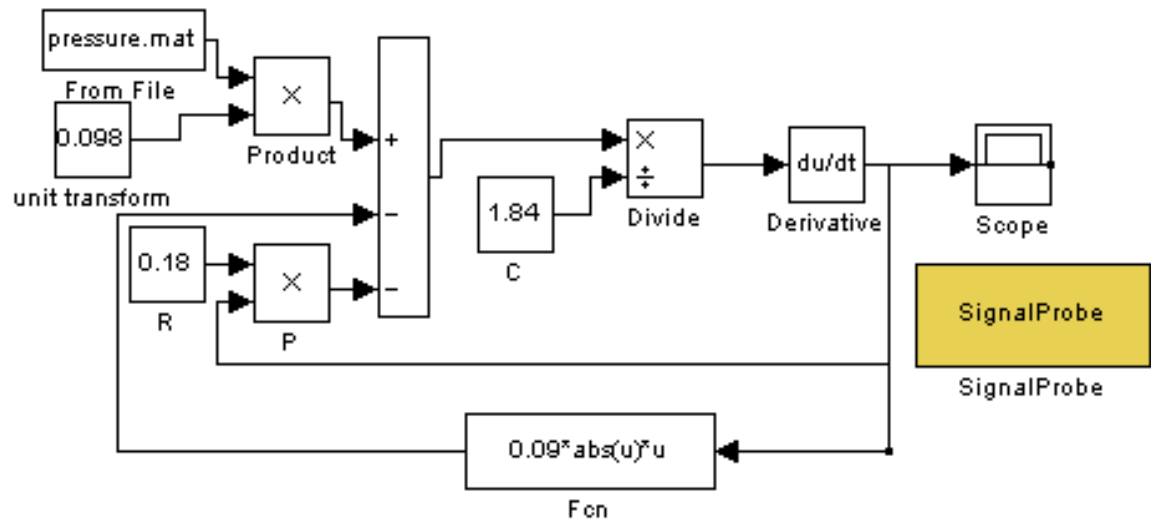 pressure.mat
From File
0.098
unit transform
×
Product
+
−
−
0.18
R
×
P
1.84
C
×
÷
Divide
du/dt
Derivative
Scope
SignalProbe
SignalProbe
0.09*abs(u)*u
Fcn